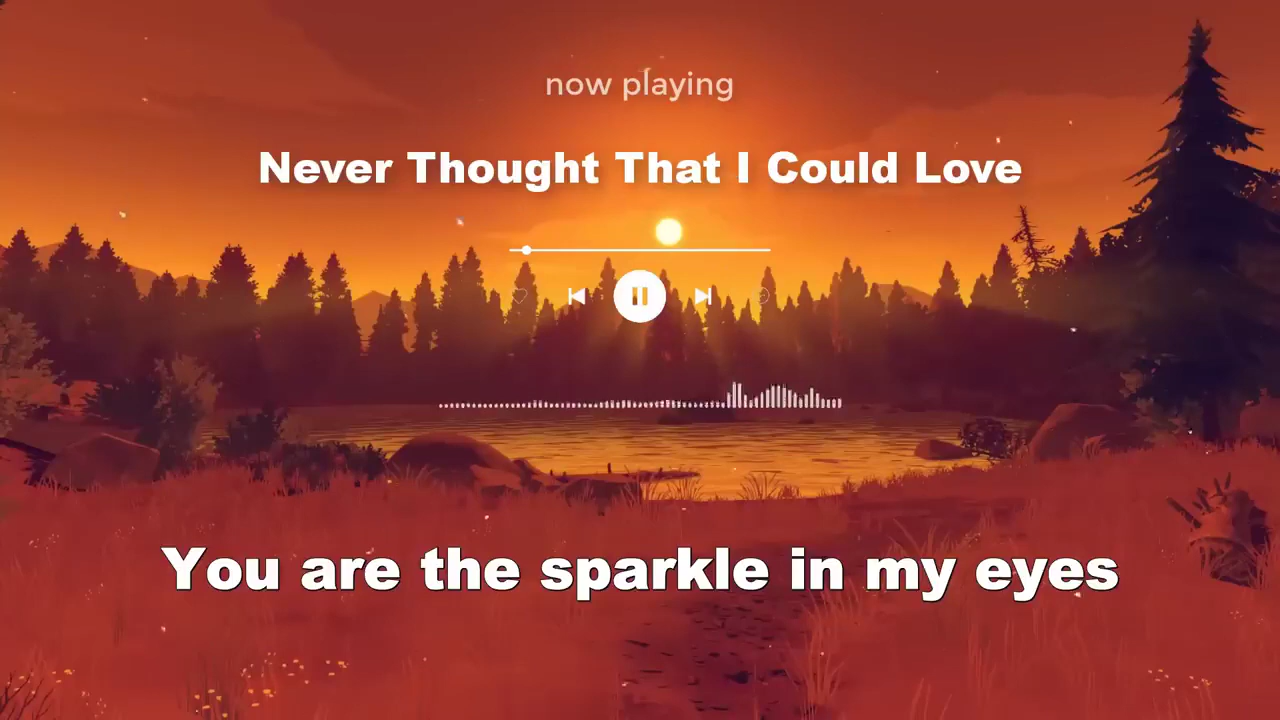 now playing
Never Thought That I Could Love
You are the sparkle in my eyes